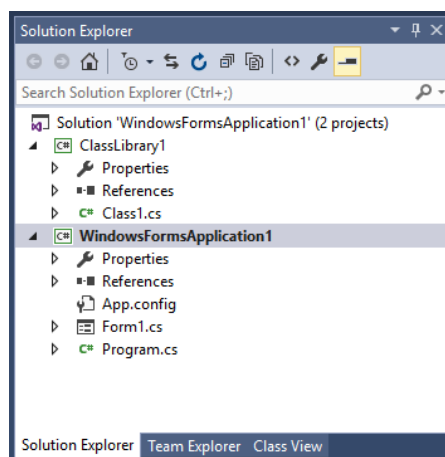 Solution Explorer
Search Solution Explorer (Ctrl+;)
Solution 'WindowsFormsApplication1' (2 projects)
C# ClassLibrary1
Properties
References
C# Class1.cs
C# WindowsFormsApplication1
Properties
References
App.config
Form1.cs
C# Program.cs
Solution Explorer Team Explorer Class View